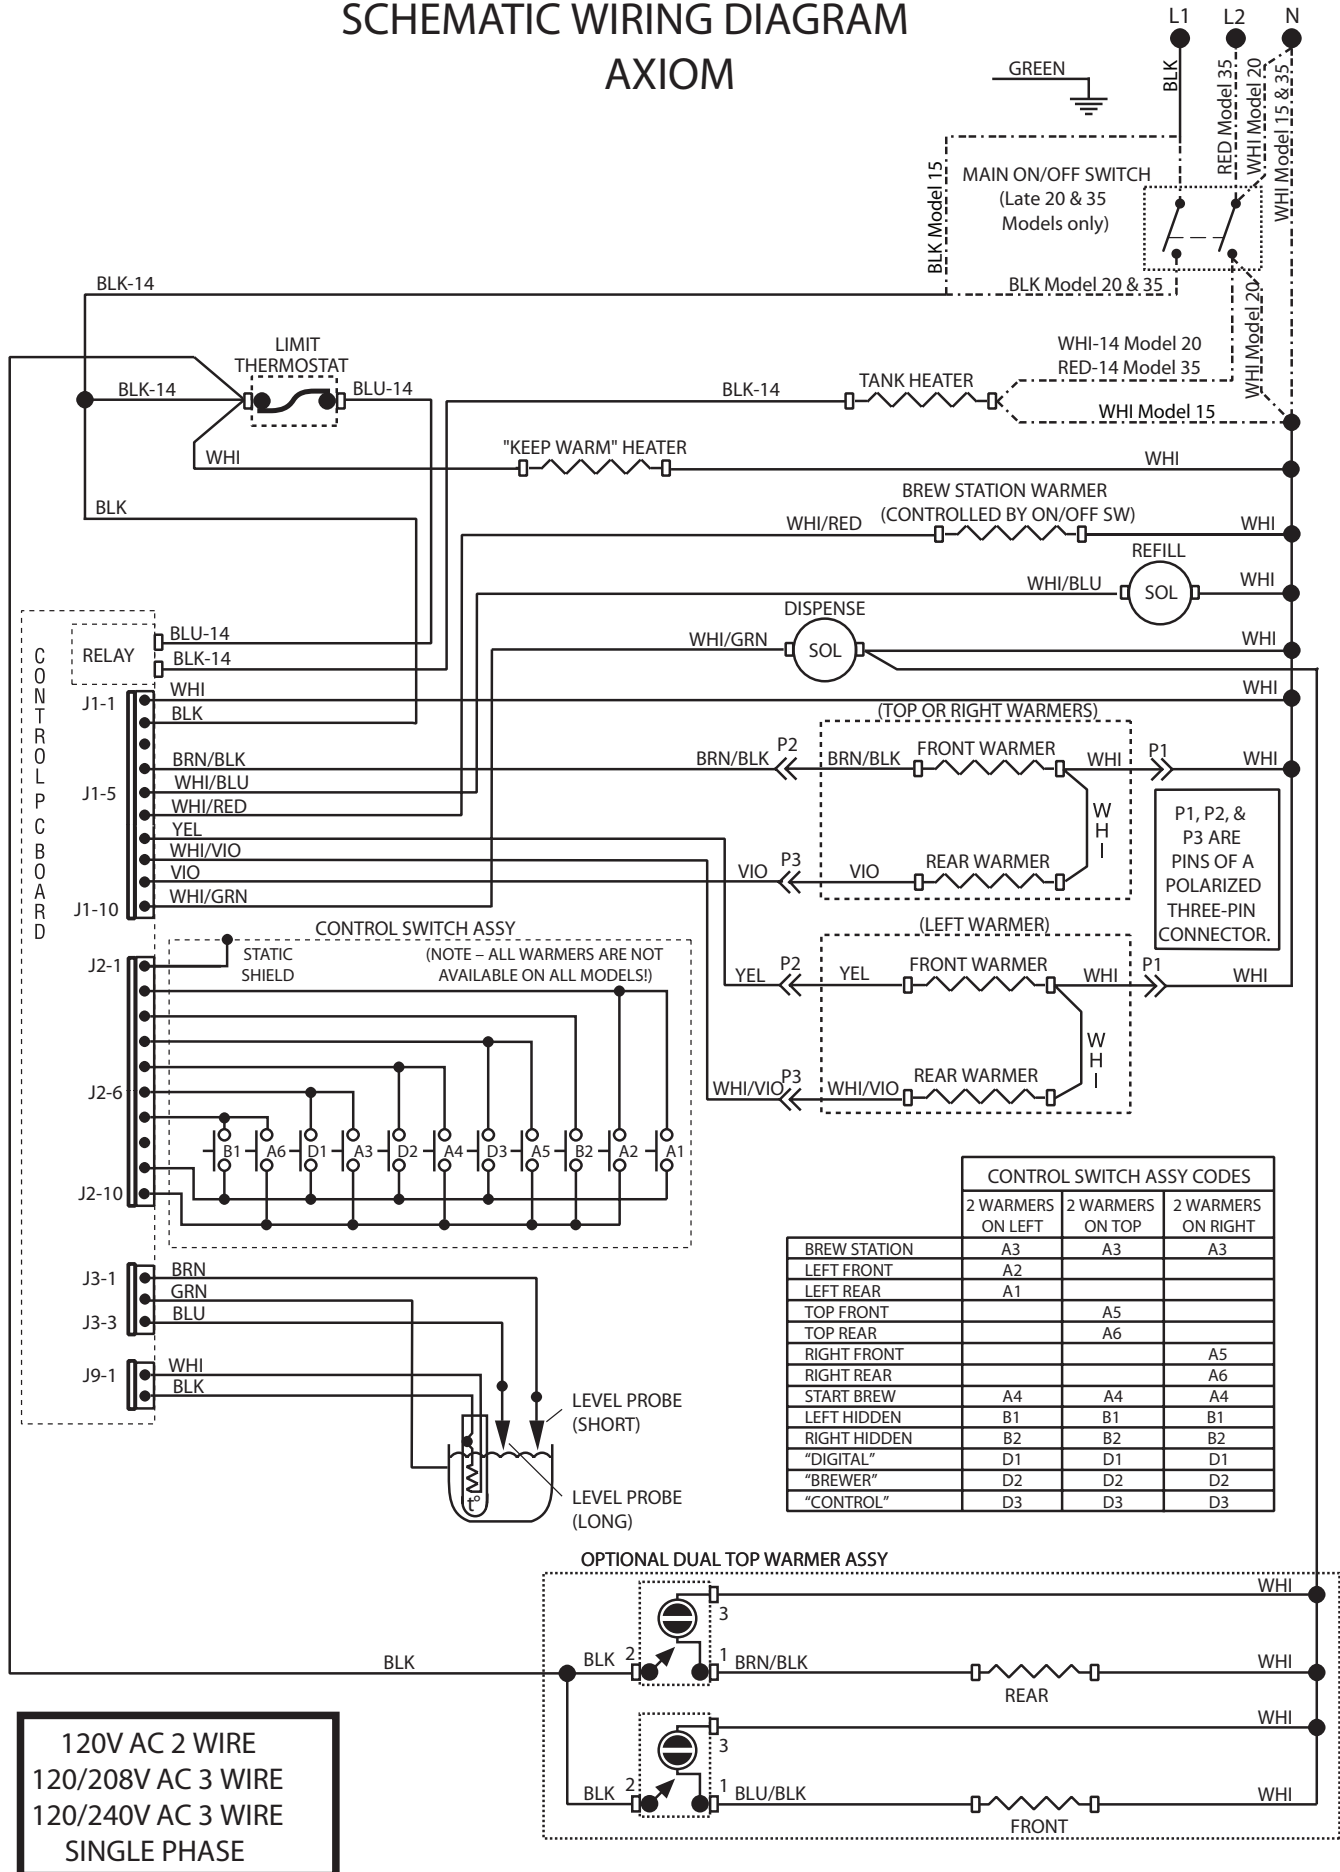 SCHEMATIC WIRING DIAGRAM
AXIOM
L1
L2
N
GREEN
BLK
RED Model 35
WHI Model 20
WHI Model 15 & 35
BLK Model 15
MAIN ON/OFF SWITCH
(Late 20 & 35
Models only)
BLK-14
BLK Model 20 & 35
WHI Model 20
LIMIT
THERMOSTAT
WHI-14 Model 20
RED-14 Model 35
BLK-14
BLU-14
BLK-14
TANK HEATER
WHI Model 15
WHI
"KEEP WARM" HEATER
WHI
BLK
BREW STATION WARMER
(CONTROLLED BY ON/OFF SW)
WHI/RED
WHI
REFILL
WHI/BLU
SOL
WHI
DISPENSE
WHI/GRN
SOL
WHI
CONTROL PC BOARD
RELAY
BLU-14
BLK-14
J1-1
WHI
WHI
BLK
(TOP OR RIGHT WARMERS)
BRN/BLK
BRN/BLK
P2
BRN/BLK
FRONT WARMER
WHI
P1
WHI
J1-5
WHI/BLU
WHI/RED
YEL
WHI/VIO
VIO
VIO
P3
VIO
REAR WARMER
WHI
P1, P2, &
P3 ARE
PINS OF A
POLARIZED
THREE-PIN
CONNECTOR.
J1-10
WHI/GRN
(LEFT WARMER)
YEL
P2
YEL
FRONT WARMER
WHI
P1
WHI
WHI
WHI/VIO
P3
WHI/VIO
REAR WARMER
CONTROL SWITCH ASSY
J2-1
STATIC
SHIELD
(NOTE – ALL WARMERS ARE NOT
AVAILABLE ON ALL MODELS!)
J2-6
B1 A6 D1 A3 D2 A4 D3 A5 B2 A2 A1
J2-10
CONTROL SWITCH ASSY CODES
2 WARMERS ON LEFT
2 WARMERS ON TOP
2 WARMERS ON RIGHT
BREW STATION A3 A3 A3
LEFT FRONT A2
LEFT REAR A1
TOP FRONT A5
TOP REAR A6
RIGHT FRONT A5
RIGHT REAR A6
START BREW A4 A4 A4
LEFT HIDDEN B1 B1 B1
RIGHT HIDDEN B2 B2 B2
“DIGITAL” D1 D1 D1
“BREWER” D2 D2 D2
“CONTROL” D3 D3 D3
J3-1
BRN
GRN
J3-3
BLU
J9-1
WHI
BLK
t°
LEVEL PROBE
(SHORT)
LEVEL PROBE
(LONG)
OPTIONAL DUAL TOP WARMER ASSY
3
WHI
BLK
BLK
2
1
BRN/BLK
REAR
WHI
3
WHI
BLK
2
1
BLU/BLK
FRONT
WHI
120V AC 2 WIRE
120/208V AC 3 WIRE
120/240V AC 3 WIRE
SINGLE PHASE